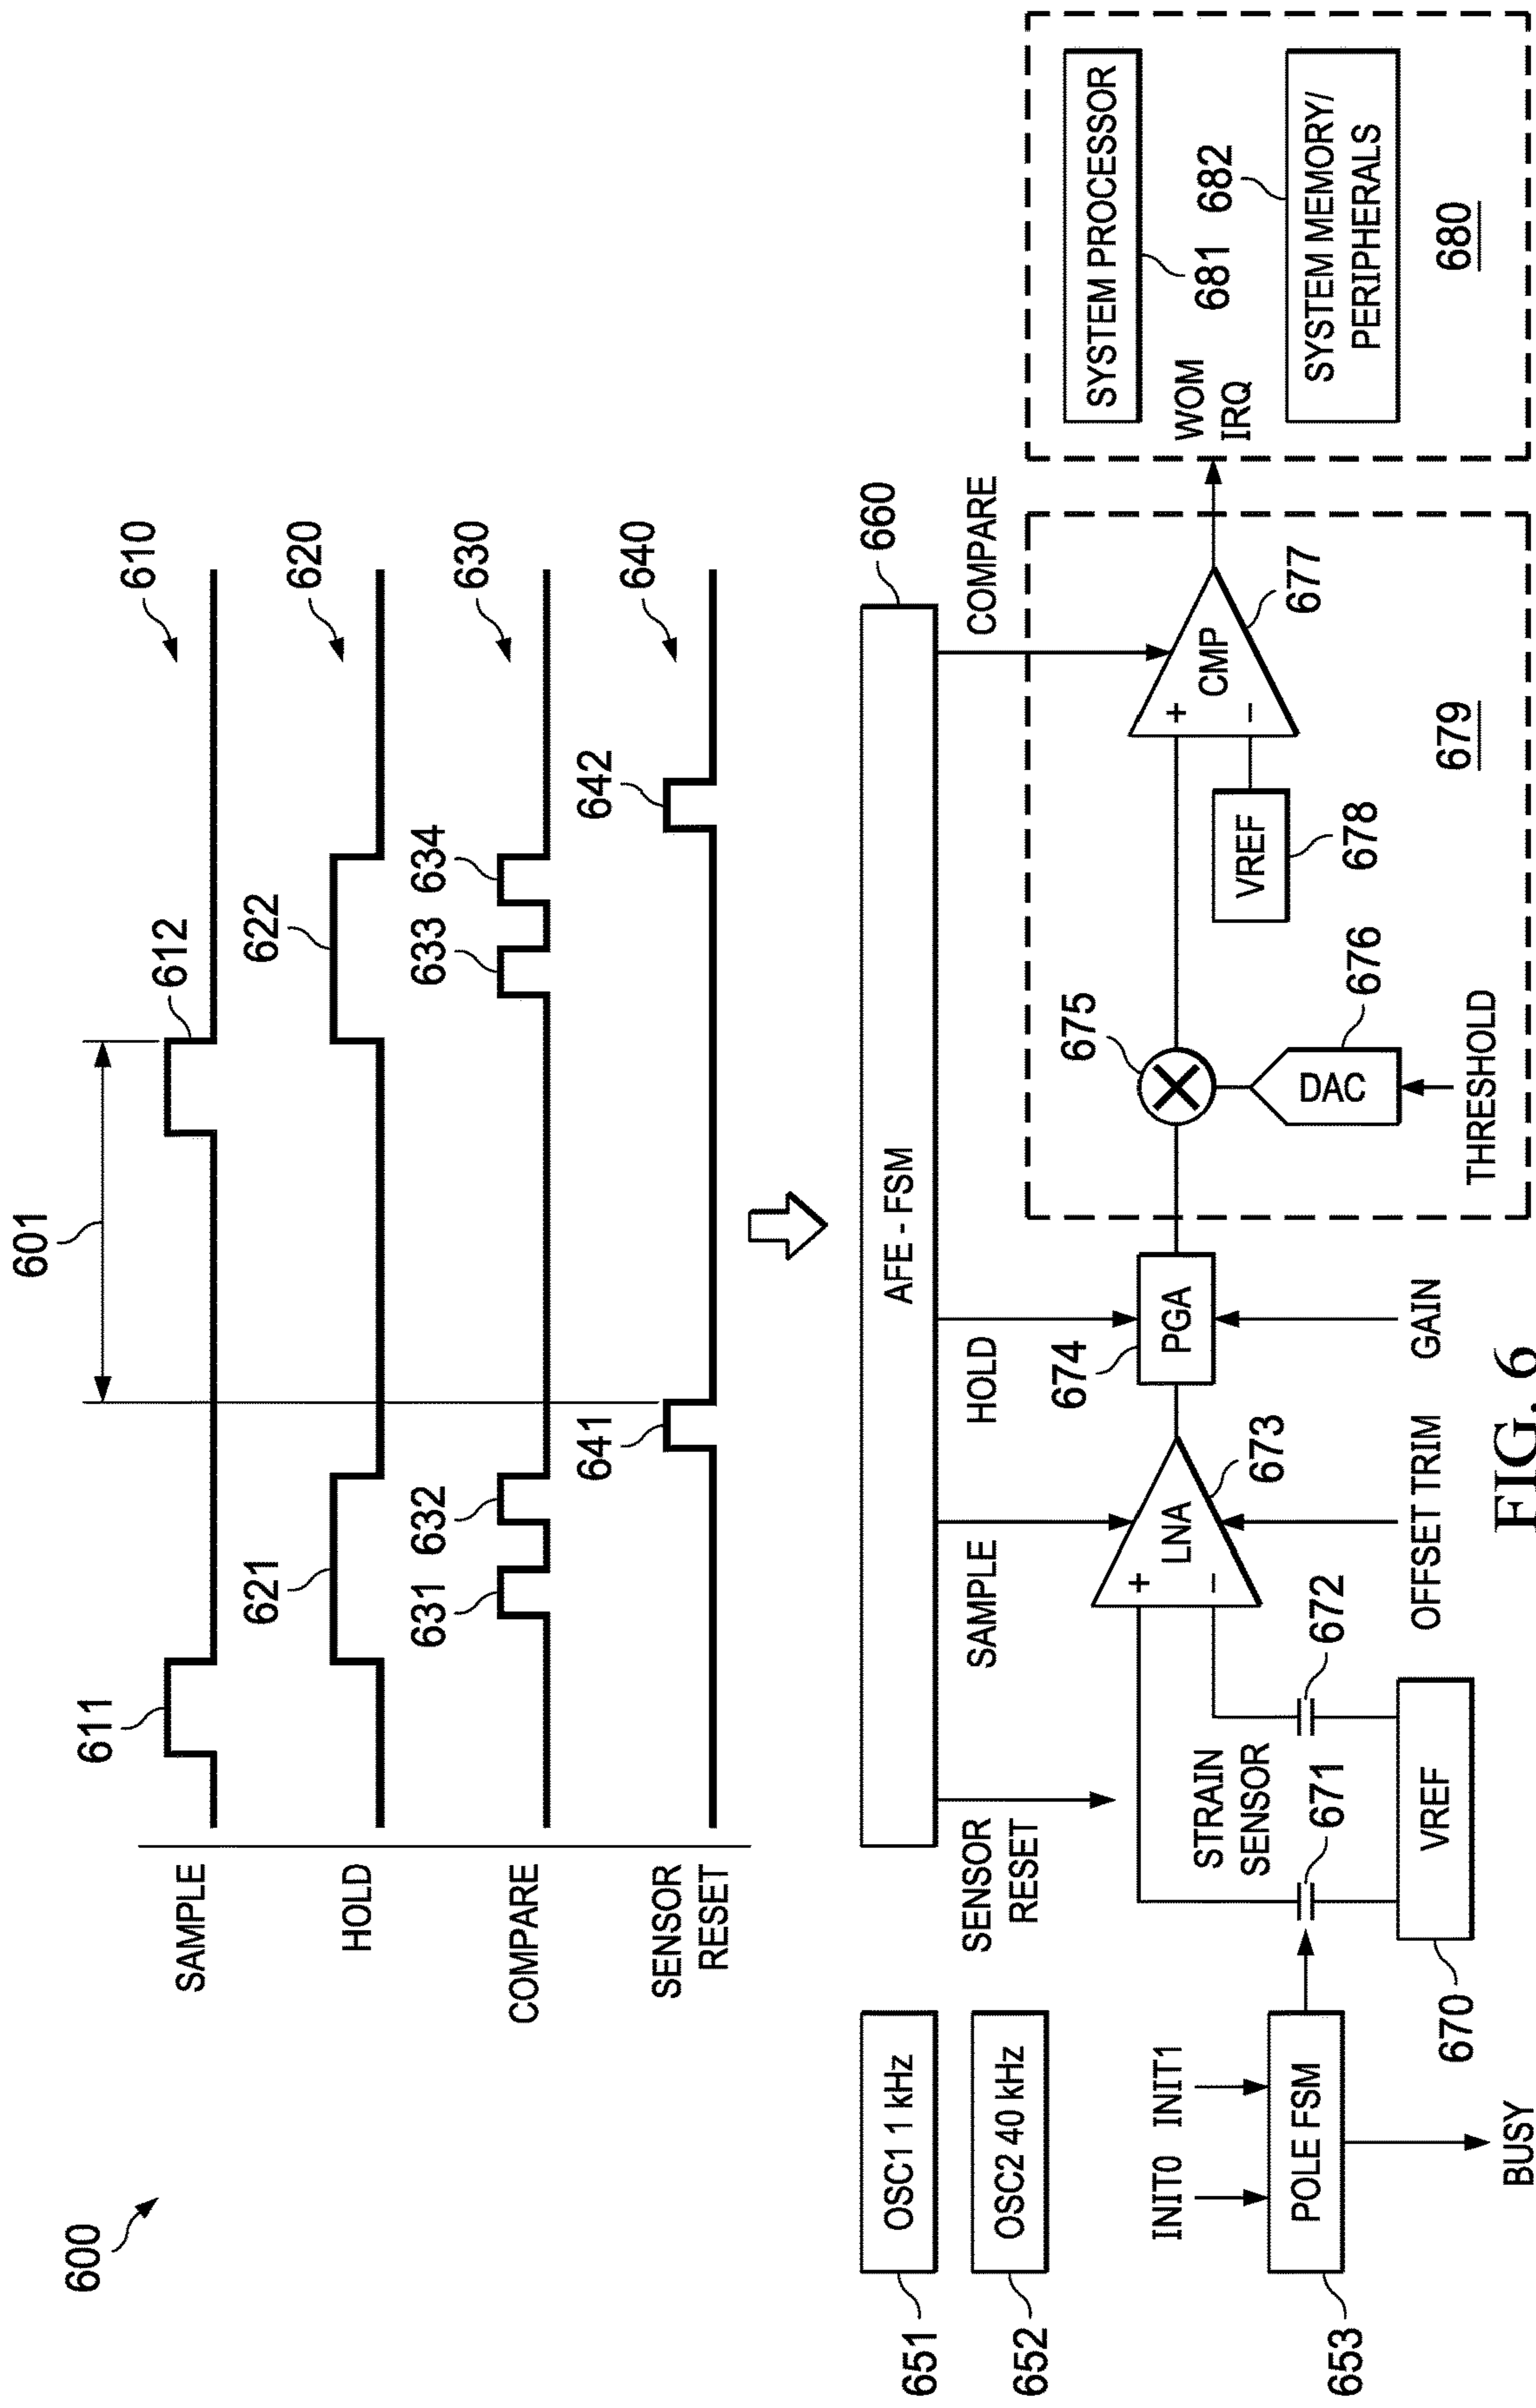 600
601
SAMPLE
611
612
610
HOLD
621
622
620
COMPARE
631
632
633
634
630
SENSOR
RESET
641
642
640
651
OSC1 1 kHz
652
OSC2 40 kHz
AFE - FSM
660
SENSOR
RESET
SAMPLE
HOLD
COMPARE
INIT0
INIT1
POLE FSM
653
BUSY
STRAIN
SENSOR
671
672
VREF
670
+
−
LNA
673
OFFSET TRIM
674
PGA
GAIN
675
DAC
676
THRESHOLD
VREF
678
+
−
CMP
677
679
WOM
IRQ
SYSTEM PROCESSOR
681
682
SYSTEM MEMORY/
PERIPHERALS
680
FIG. 6